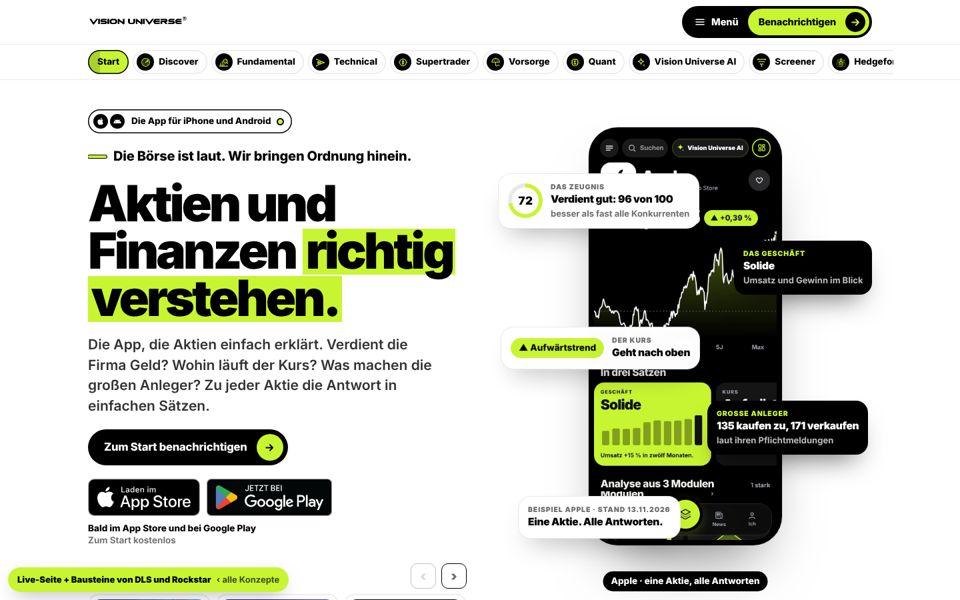 VISION UNIVERSE®
Menü
Benachrichtigen
Start
Discover
Fundamental
Technical
Supertrader
Vorsorge
Quant
Vision Universe AI
Screener
Die App für iPhone und Android
Die Börse ist laut. Wir bringen Ordnung hinein.
Aktien und
Finanzen richtig
verstehen.
Die App, die Aktien einfach erklärt. Verdient die
Firma Geld? Wohin läuft der Kurs? Was machen die
großen Anleger? Zu jeder Aktie die Antwort in
einfachen Sätzen.
Zum Start benachrichtigen
Laden im
App Store
JETZT BEI
Google Play
Bald im App Store und bei Google Play
Zum Start kostenlos
Live-Seite + Bausteine von DLS und Rockstar ‹ alle Konzepte
Suchen
Vision Universe AI
72
DAS ZEUGNIS
Verdient gut: 96 von 100
besser als fast alle Konkurrenten
Store
▲ +0,39 %
DAS GESCHÄFT
Solide
Umsatz und Gewinn im Blick
▲ Aufwärtstrend
DER KURS
Geht nach oben
5J
Max
In drei Sätzen
GESCHÄFT
Solide
Umsatz +15 % in zwölf Monaten.
KURS
GROSSE ANLEGER
135 kaufen zu, 171 verkaufen
laut ihren Pflichtmeldungen
Analyse aus 3 Modulen
Modulen
1 stark
BEISPIEL APPLE · STAND 13.11.2026
Eine Aktie. Alle Antworten.
News
Ich
Apple · eine Aktie, alle Antworten